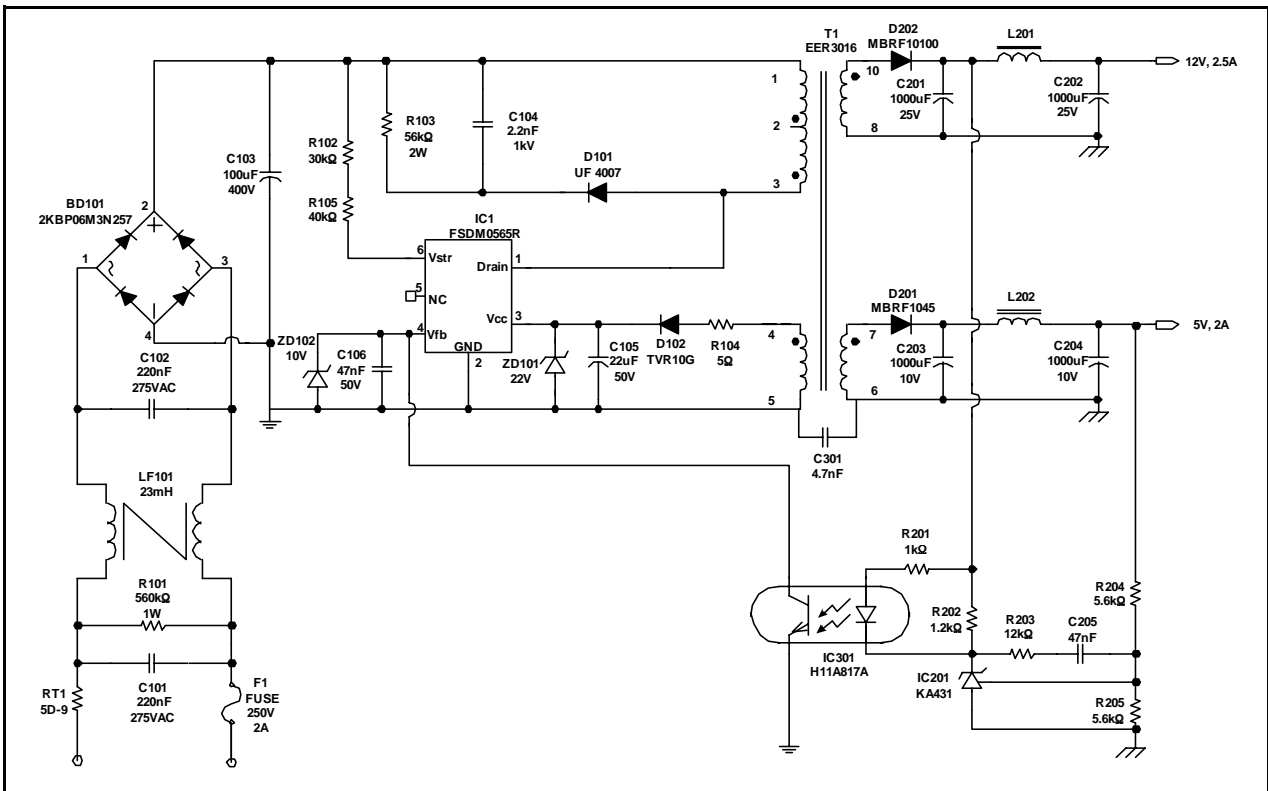 D202
MBRF10100
L201
T1
EER3016
12V, 2.5A
1
10
C201
1000uF
25V
C202
1000uF
25V
2
8
3
R103
56kΩ
2W
C104
2.2nF
1kV
R102
30kΩ
D101
UF 4007
C103
100uF
400V
R105
40kΩ
BD101
2KBP06M3N257
2
1
3
4
IC1
FSDM0565R
6
Vstr
Drain
1
5
NC
Vcc
3
4
Vfb
GND
2
ZD102
10V
C106
47nF
50V
ZD101
22V
C105
22uF
50V
D102
TVR10G
R104
5Ω
4
5
D201
MBRF1045
L202
5V, 2A
7
C203
1000uF
10V
C204
1000uF
10V
6
C301
4.7nF
C102
220nF
275VAC
LF101
23mH
R101
560kΩ
1W
C101
220nF
275VAC
RT1
5D-9
F1
FUSE
250V
2A
R201
1kΩ
R202
1.2kΩ
R203
12kΩ
C205
47nF
R204
5.6kΩ
IC301
H11A817A
IC201
KA431
R205
5.6kΩ